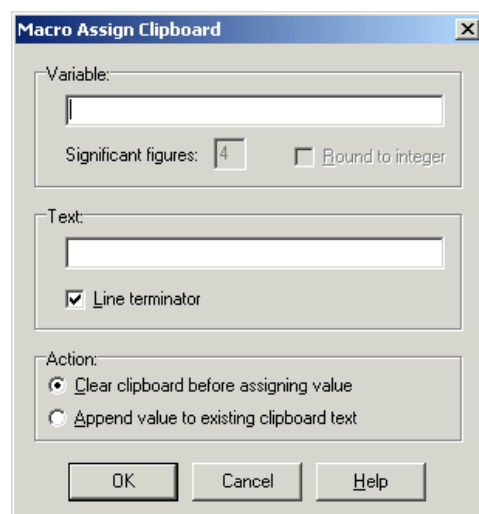 Macro Assign Clipboard
Variable:
Significant figures: 4 Round to integer
Text:
Line terminator
Action:
Clear clipboard before assigning value
Append value to existing clipboard text
OK Cancel Help